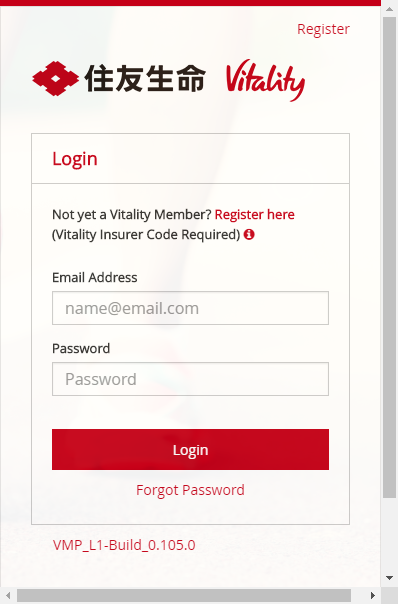 Register
住友生命 Vitality
Login
Not yet a Vitality Member? Register here
(Vitality Insurer Code Required)
Email Address
name@email.com
Password
Password
Login
Forgot Password
VMP_L1-Build_0.105.0